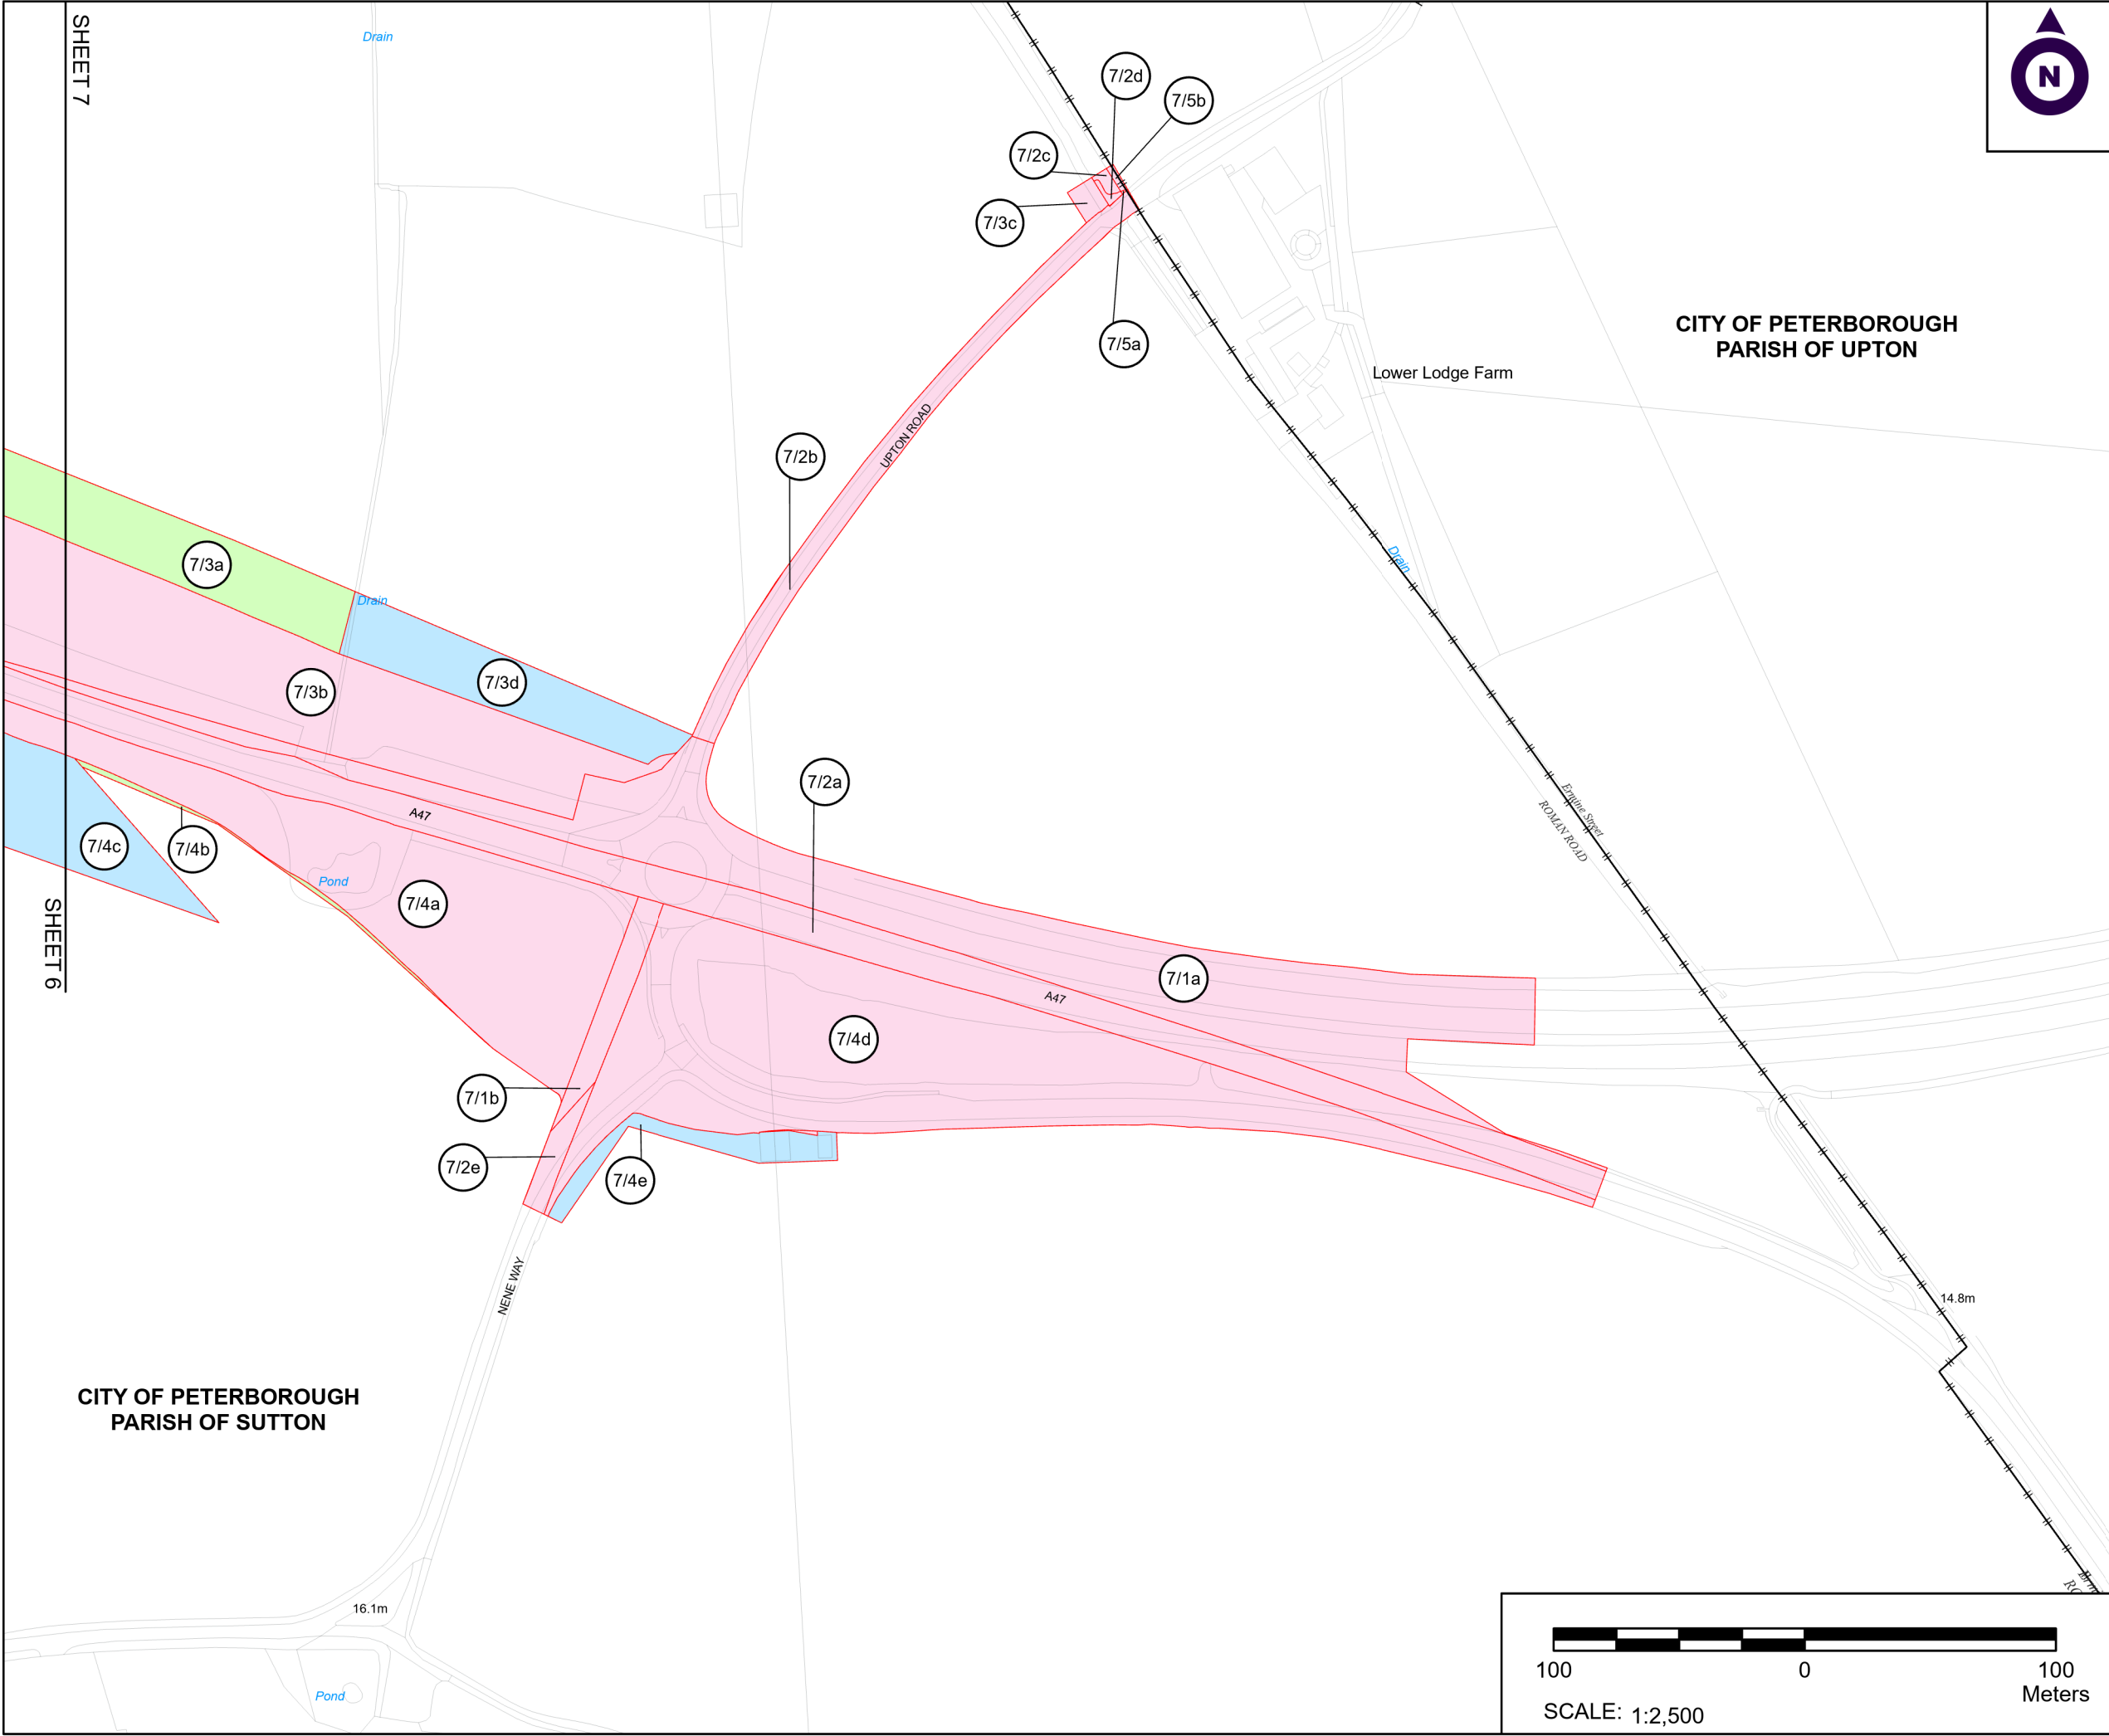 SHEET 7
Drain
N
7/2d
7/5b
7/2c
7/3c
7/5a
CITY OF PETERBOROUGH
PARISH OF UPTON
Lower Lodge Farm
UPTON ROAD
7/2b
Drain
7/3a
Drain
7/3d
7/3b
7/2a
Ermine Street
ROMAN ROAD
A47
7/4c
7/4b
Pond
7/4a
SHEET 6
7/1a
A47
7/4d
7/1b
7/2e
7/4e
NENE WAY
14.8m
CITY OF PETERBOROUGH
PARISH OF SUTTON
16.1m
Pond
100 0 100
Meters
SCALE: 1:2,500